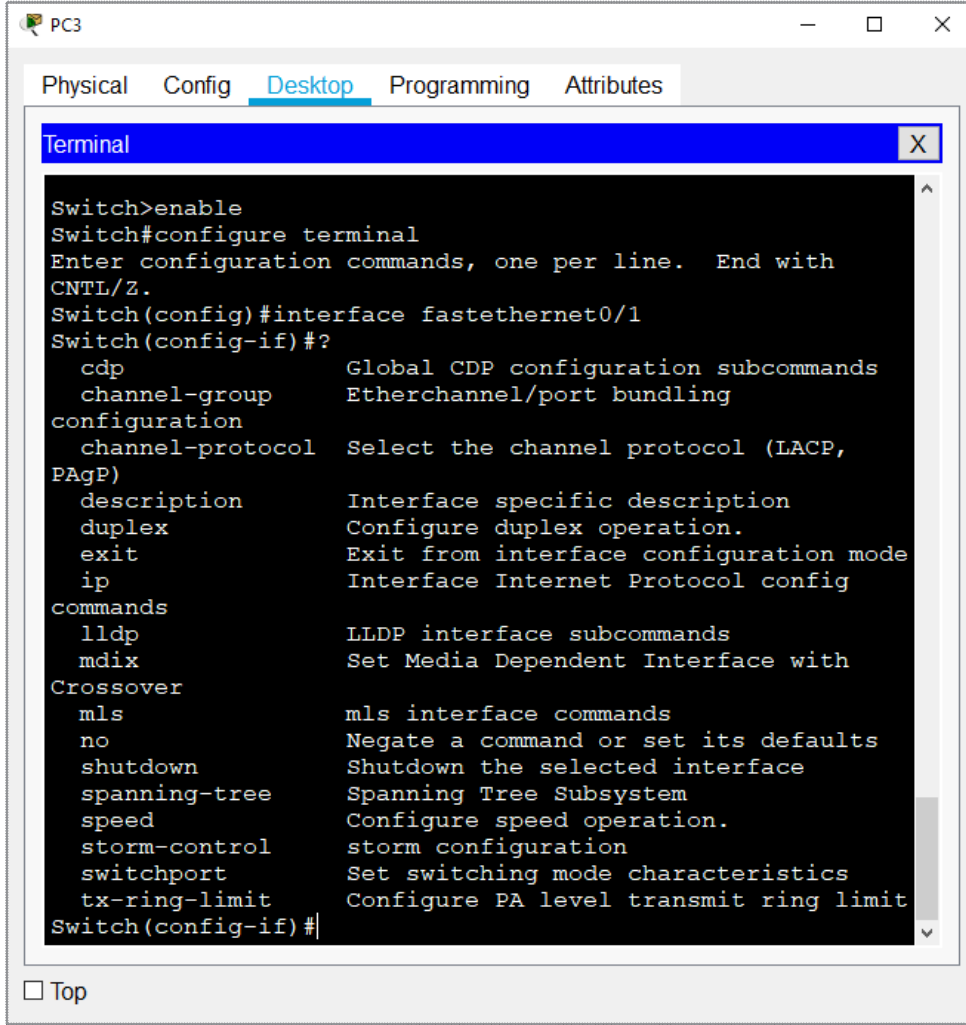 PC3
Physical Config Desktop Programming Attributes
Terminal X
Switch>enable
Switch#configure terminal
Enter configuration commands, one per line.  End with
CNTL/Z.
Switch(config)#interface fastethernet0/1
Switch(config-if)#?
  cdp               Global CDP configuration subcommands
  channel-group     Etherchannel/port bundling
configuration
  channel-protocol  Select the channel protocol (LACP,
PAgP)
  description       Interface specific description
  duplex            Configure duplex operation.
  exit              Exit from interface configuration mode
  ip                Interface Internet Protocol config
commands
  lldp              LLDP interface subcommands
  mdix              Set Media Dependent Interface with
Crossover
  mls               mls interface commands
  no                Negate a command or set its defaults
  shutdown          Shutdown the selected interface
  spanning-tree     Spanning Tree Subsystem
  speed             Configure speed operation.
  storm-control     storm configuration
  switchport        Set switching mode characteristics
  tx-ring-limit     Configure PA level transmit ring limit
Switch(config-if)#
Top